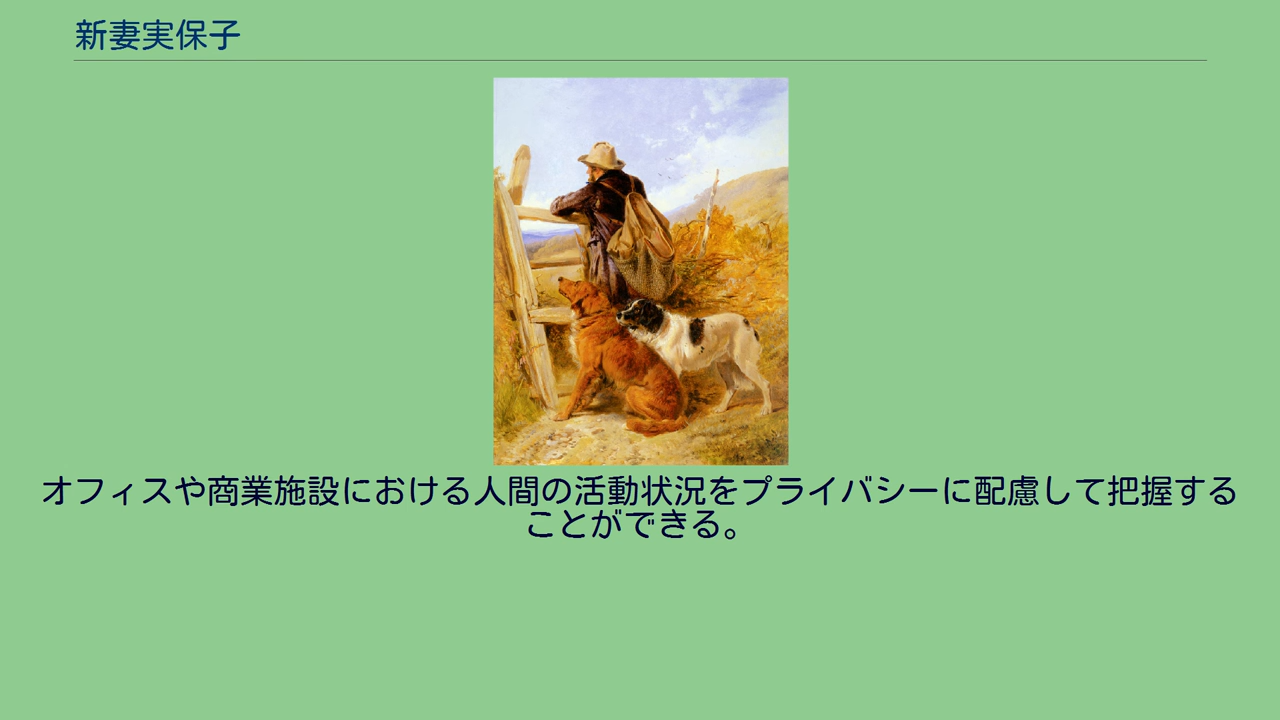 新妻実保子
オフィスや商業施設における人間の活動状況をプライバシーに配慮して把握する
ことができる。